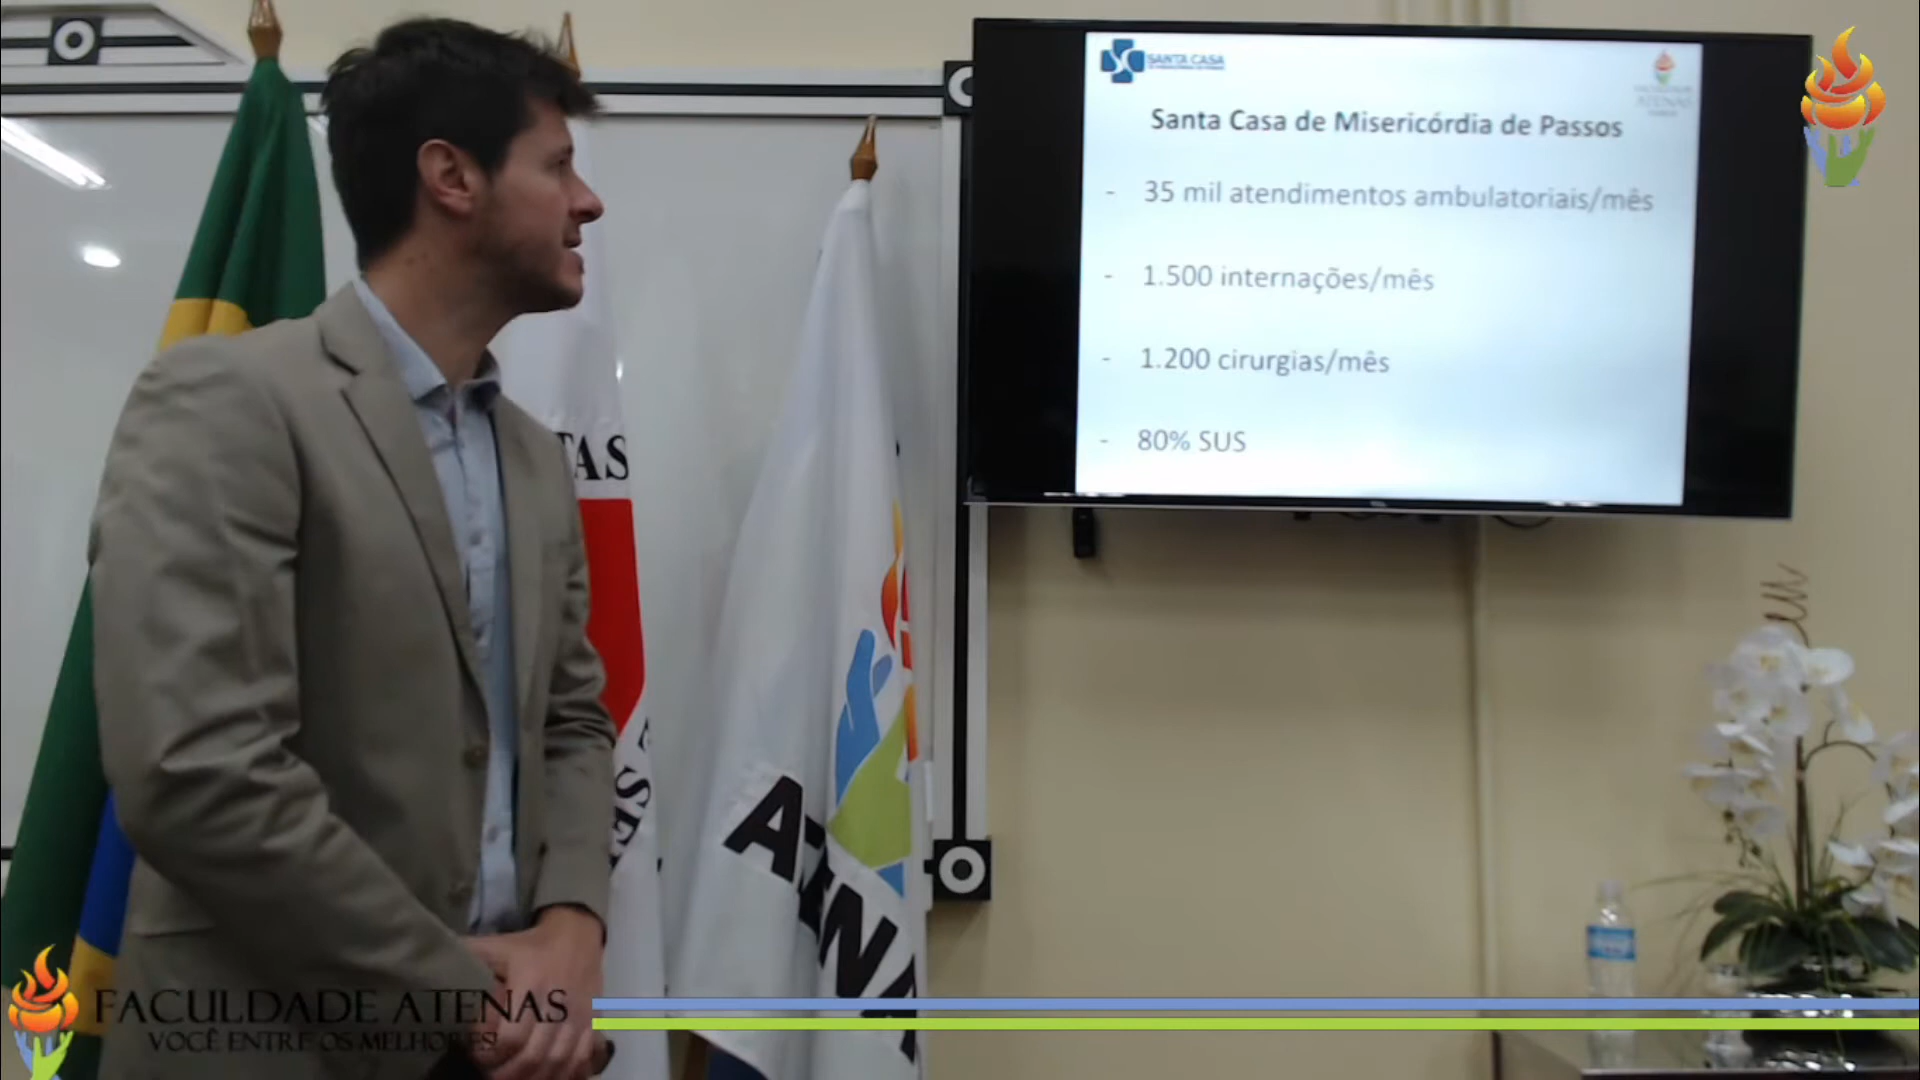 SANTA CASA
ATENAS
Santa Casa de Misericórdia de Passos
- 35 mil atendimentos ambulatoriais/mês
- 1.500 internações/mês
- 1.200 cirurgias/mês
- 80% SUS
TAS
ATENA
FACULDADE ATENAS
VOCÊ ENTRE OS MELHORES!